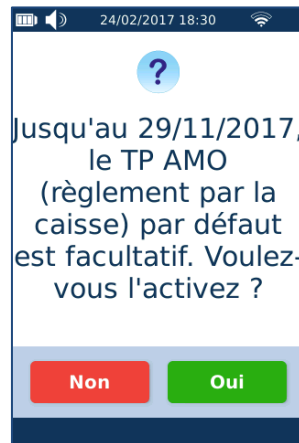 24/02/2017 18:30
?
Jusqu'au 29/11/2017,
le TP AMO
(règlement par la
caisse) par défaut
est facultatif. Voulez-
vous l'activez ?
Non
Oui